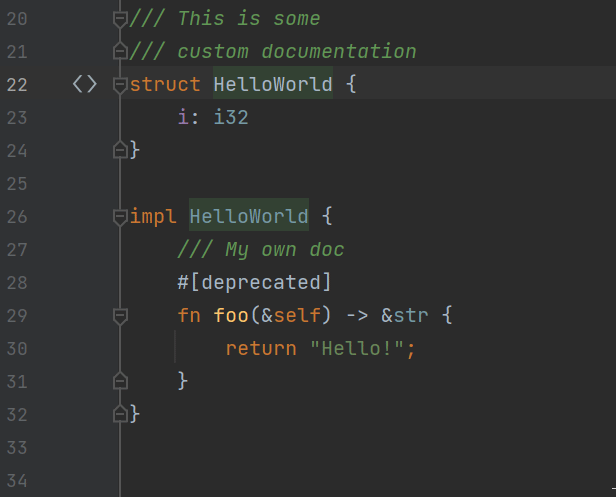 20 /// This is some
21 /// custom documentation
22 struct HelloWorld {
23     i: i32
24 }
25
26 impl HelloWorld {
27     /// My own doc
28     #[deprecated]
29     fn foo(&self) -> &str {
30         return "Hello!";
31     }
32 }
33
34